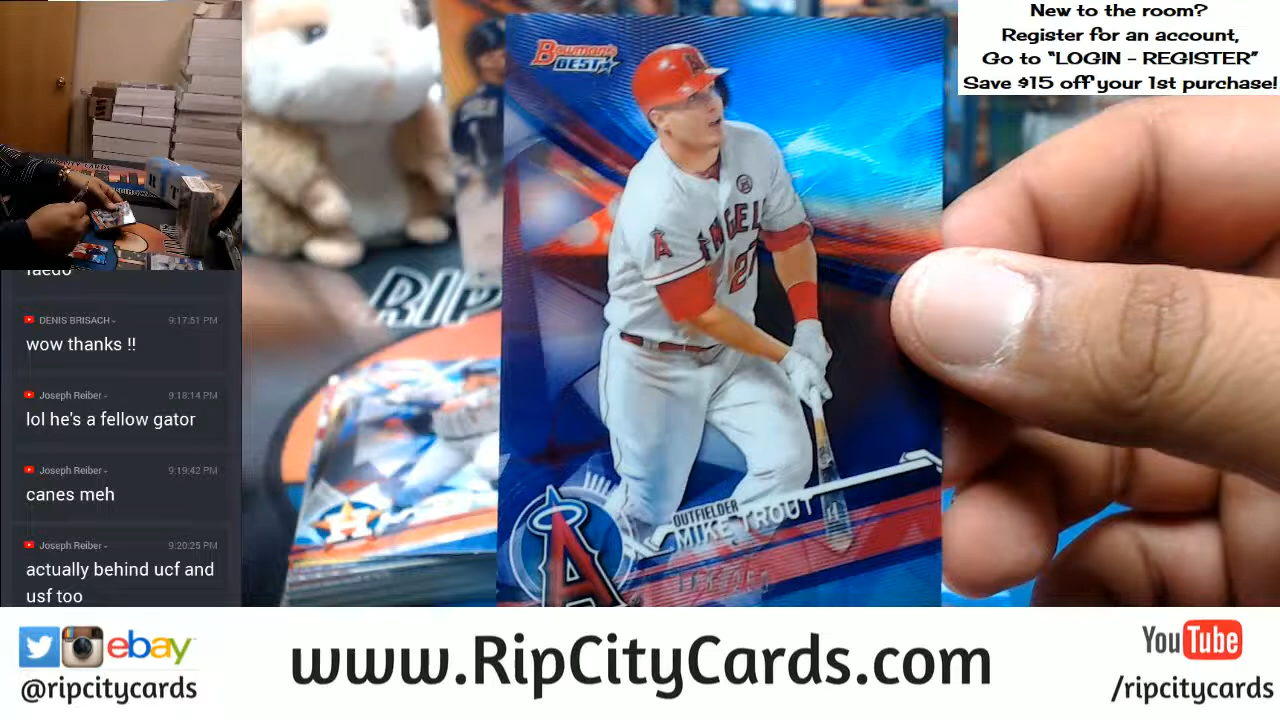 New to the room?
Register for an account,
Go to “LOGIN - REGISTER”
Save $15 off your 1st purchase!
Bowman's
BEST
A
ANGELS
27
OUTFIELDER
MIKE TROUT
A
RIP
H
DENIS BRISACH - 9:17:51 PM
wow thanks !!
Joseph Reiber - 9:18:14 PM
lol he's a fellow gator
Joseph Reiber - 9:19:42 PM
canes meh
Joseph Reiber - 9:20:25 PM
actually behind ucf and
usf too
ebay
@ripcitycards
www.RipCityCards.com
YouTube
/ripcitycards